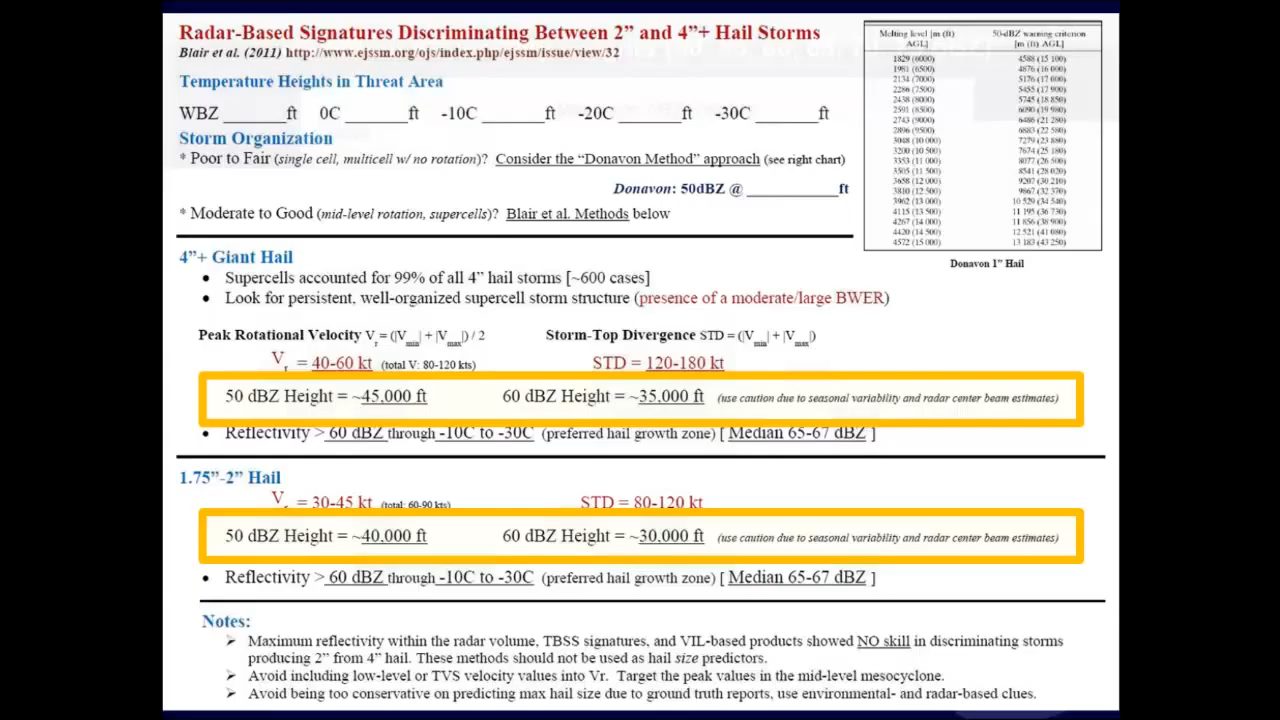 Radar-Based Signatures Discriminating Between 2” and 4”+ Hail Storms
Blair et al. (2011) http://www.ejssm.org/ojs/index.php/ejssm/issue/view/32
Temperature Heights in Threat Area
WBZ _______ft 0C _______ft -10C _______ft -20C _______ft -30C _______ft
Storm Organization
* Poor to Fair (single cell, multicell w/ no rotation)? Consider the “Donavon Method” approach (see right chart)
Donavon: 50dBZ @ __________ft
* Moderate to Good (mid-level rotation, supercells)? Blair et al. Methods below
Melting level [m (ft) AGL] 50-dBZ warning criterion [m (ft) AGL]
1829 (6000) 4588 (15 100)
1981 (6500) 4876 (16 000)
2134 (7000) 5176 (17 000)
2286 (7500) 5455 (17 900)
2438 (8000) 5745 (18 850)
2591 (8500) 6090 (19 980)
2743 (9000) 6486 (21 280)
2896 (9500) 6883 (22 580)
3048 (10 000) 7279 (23 880)
3200 (10 500) 7674 (25 180)
3353 (11 000) 8077 (26 500)
3505 (11 500) 8541 (28 020)
3658 (12 000) 9207 (30 210)
3810 (12 500) 9867 (32 370)
3962 (13 000) 10 529 (34 540)
4115 (13 500) 11 195 (36 730)
4267 (14 000) 11 856 (38 900)
4420 (14 500) 12 521 (41 080)
4572 (15 000) 13 183 (43 250)
Donavon 1” Hail
4”+ Giant Hail
• Supercells accounted for 99% of all 4” hail storms [~600 cases]
• Look for persistent, well-organized supercell storm structure (presence of a moderate/large BWER)
Peak Rotational Velocity Vr = (|Vmin| + |Vmax|) / 2 Storm-Top Divergence STD = (|Vmin| + |Vmax|)
Vr = 40-60 kt (total V: 80-120 kts) STD = 120-180 kt
50 dBZ Height = ~45,000 ft 60 dBZ Height = ~35,000 ft (use caution due to seasonal variability and radar center beam estimates)
• Reflectivity > 60 dBZ through -10C to -30C (preferred hail growth zone) [ Median 65-67 dBZ ]
1.75”-2” Hail
Vr = 30-45 kt (total: 60-90 kts) STD = 80-120 kt
50 dBZ Height = ~40,000 ft 60 dBZ Height = ~30,000 ft (use caution due to seasonal variability and radar center beam estimates)
• Reflectivity > 60 dBZ through -10C to -30C (preferred hail growth zone) [ Median 65-67 dBZ ]
Notes:
➢ Maximum reflectivity within the radar volume, TBSS signatures, and VIL-based products showed NO skill in discriminating storms
producing 2” from 4” hail. These methods should not be used as hail size predictors.
➢ Avoid including low-level or TVS velocity values into Vr. Target the peak values in the mid-level mesocyclone.
➢ Avoid being too conservative on predicting max hail size due to ground truth reports, use environmental- and radar-based clues.